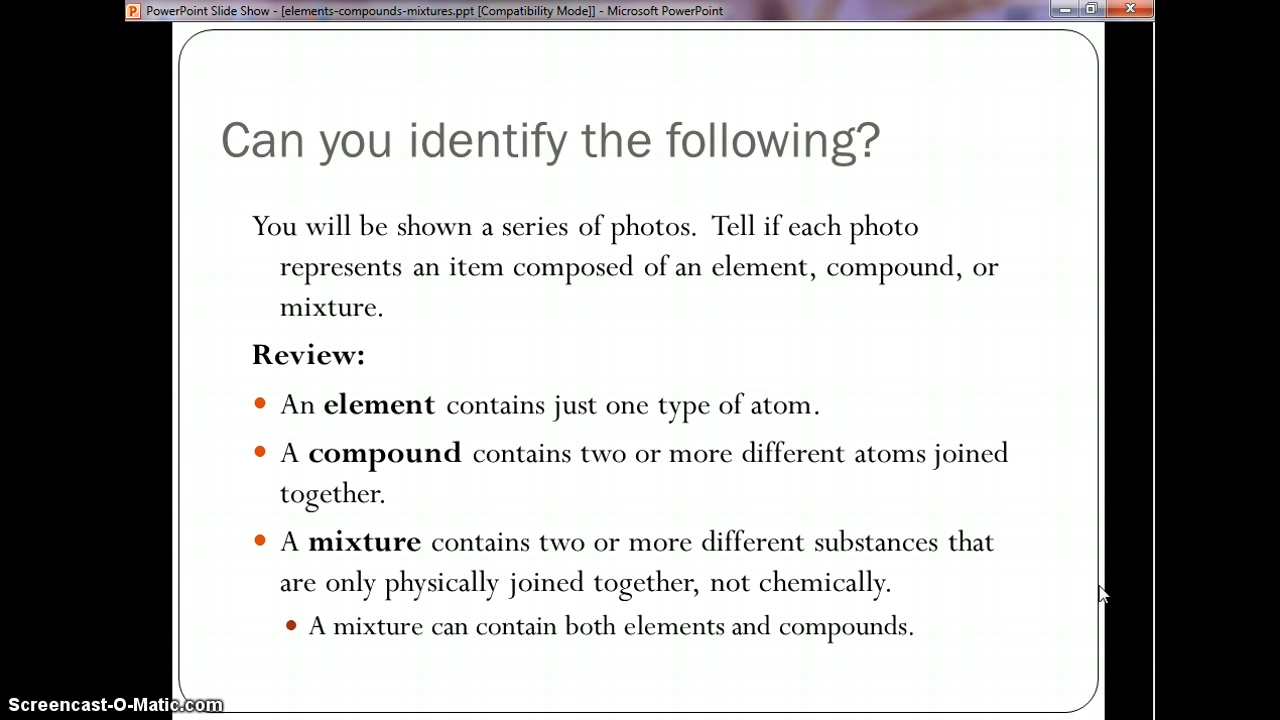 PowerPoint Slide Show - [elements-compounds-mixtures.ppt [Compatibility Mode]] - Microsoft PowerPoint
Can you identify the following?
You will be shown a series of photos. Tell if each photo
represents an item composed of an element, compound, or
mixture.
Review:
• An element contains just one type of atom.
• A compound contains two or more different atoms joined
together.
• A mixture contains two or more different substances that
are only physically joined together, not chemically.
• A mixture can contain both elements and compounds.
Screencast-O-Matic.com